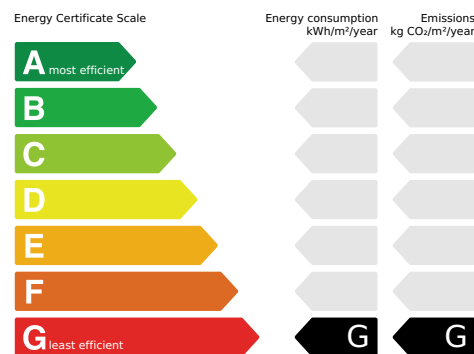 Energy Certificate Scale
Energy consumption
kWh/m²/year
Emissions
kg CO₂/m²/year
A most efficient
B
C
D
E
F
G least efficient
G
G